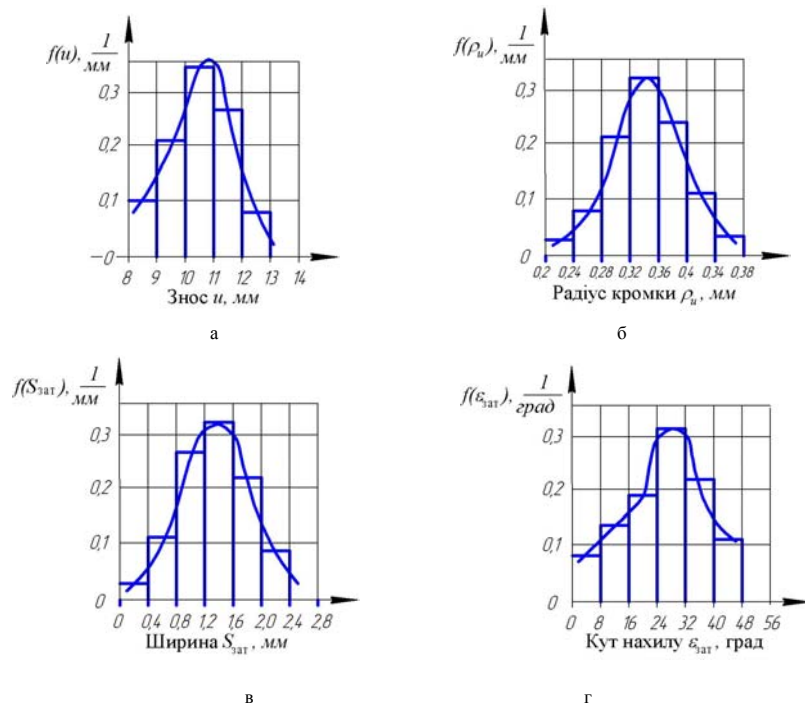 f(u), 1/мм
0,3
0,2
0,1
0
8 9 10 11 12 13 14
Знос u, мм
а
f(ρи), 1/мм
0,3
0,2
0,1
0
0,2 0,24 0,28 0,32 0,36 0,4 0,34 0,38
Радіус кромки ρи, мм
б
f(Sзат), 1/мм
0,3
0,2
0,1
0
0 0,4 0,8 1,2 1,6 2,0 2,4 2,8
Ширина Sзат, мм
в
f(εзат), 1/град
0,3
0,2
0,1
0
0 8 16 24 32 40 48 56
Кут нахилу εзат, град
г